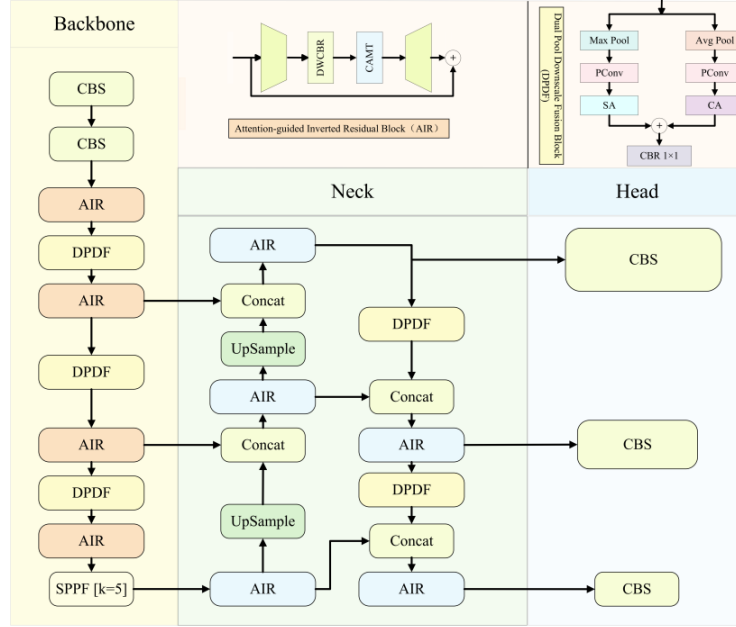 Backbone
CBS
CBS
AIR
DPDF
AIR
DPDF
AIR
DPDF
AIR
SPPF [k=5]
DWCBR
CAMT
+
Attention-guided Inverted Residual Block（AIR）
Dual Pool Downscale Fusion Block
(DPDF)
Max Pool
Avg Pool
PConv
PConv
SA
CA
+
CBR 1×1
Neck
AIR
Concat
UpSample
AIR
Concat
UpSample
AIR
DPDF
Concat
AIR
DPDF
Concat
AIR
Head
CBS
CBS
CBS